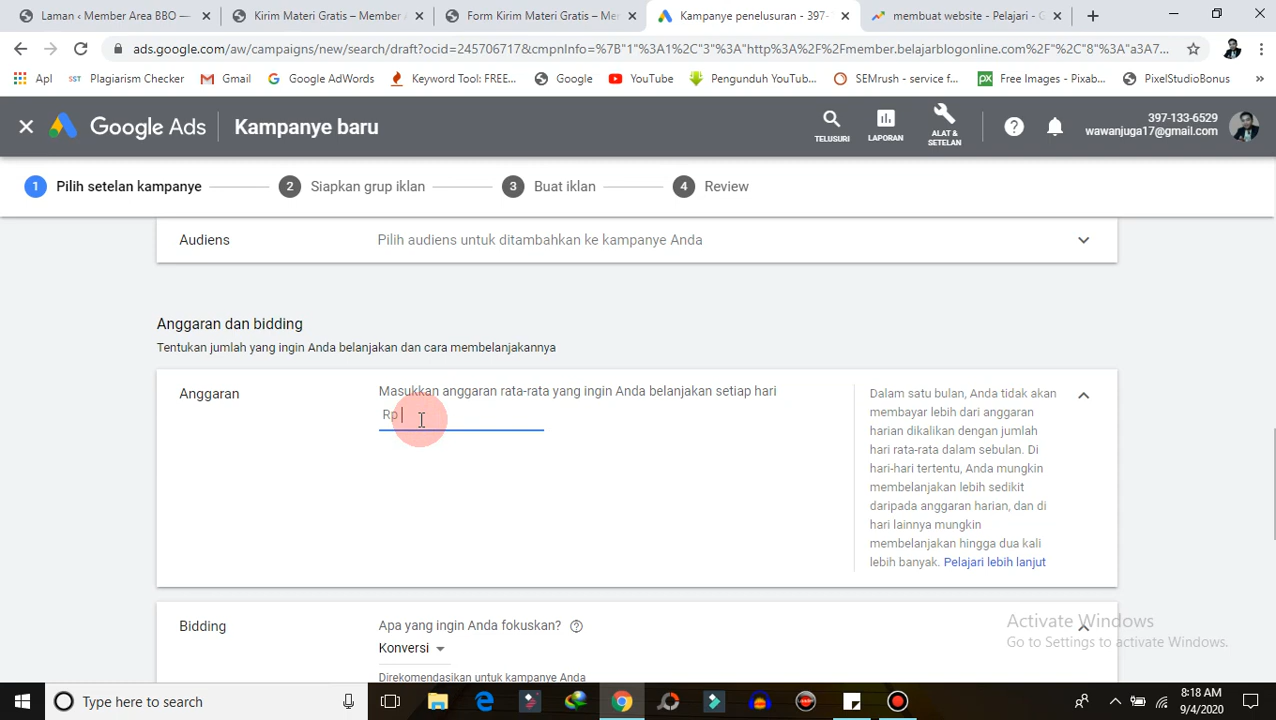 Laman ‹ Member Area BBO —
Kirim Materi Gratis – Member A
Form Kirim Materi Gratis – Mem
Kampanye penelusuran - 397-
membuat website - Pelajari - G
ads.google.com/aw/campaigns/new/search/draft?ocid=245706717&cmpnInfo=%7B"1"%3A1%2C"3"%3A"http%3A%2F%2Fmember.belajarblogonline.com%2F"%2C"8"%3A"a3A7...
Apl
SST Plagiarism Checker
Gmail
Google AdWords
Keyword Tool: FREE...
Google
YouTube
Pengunduh YouTub...
SEMrush - service f...
px Free Images - Pixab...
PixelStudioBonus
»
Google Ads
Kampanye baru
TELUSURI
LAPORAN
ALAT &
SETELAN
397-133-6529
wawanjuga17@gmail.com
1 Pilih setelan kampanye
2 Siapkan grup iklan
3 Buat iklan
4 Review
Audiens
Pilih audiens untuk ditambahkan ke kampanye Anda
Anggaran dan bidding
Tentukan jumlah yang ingin Anda belanjakan dan cara membelanjakannya
Anggaran
Masukkan anggaran rata-rata yang ingin Anda belanjakan setiap hari
Rp
Dalam satu bulan, Anda tidak akan
membayar lebih dari anggaran
harian dikalikan dengan jumlah
hari rata-rata dalam sebulan. Di
hari-hari tertentu, Anda mungkin
membelanjakan lebih sedikit
daripada anggaran harian, dan di
hari lainnya mungkin
membelanjakan hingga dua kali
lebih banyak. Pelajari lebih lanjut
Bidding
Apa yang ingin Anda fokuskan?
Konversi
Direkomendasikan untuk kampanye Anda
Activate Windows
Go to Settings to activate Windows.
Type here to search
8:18 AM
9/4/2020